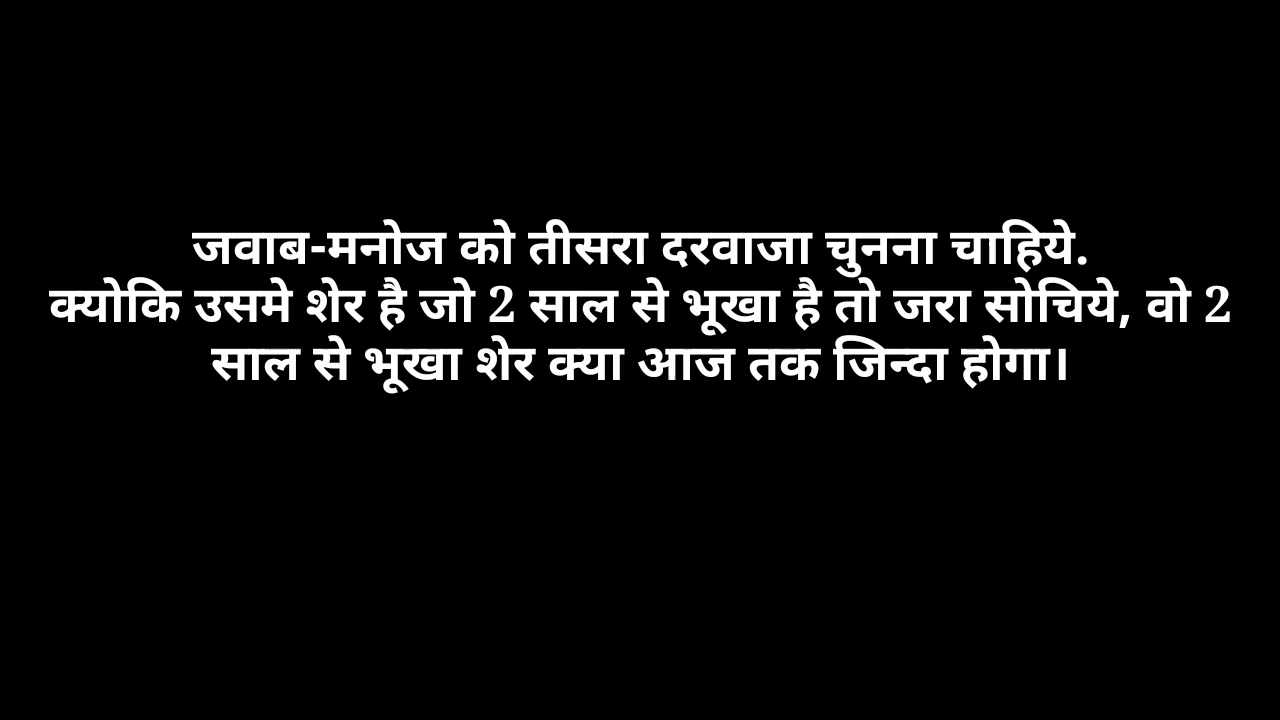 जवाब-मनोज को तीसरा दरवाजा चुनना चाहिये.
क्योकि उसमे शेर है जो 2 साल से भूखा है तो जरा सोचिये, वो 2
साल से भूखा शेर क्या आज तक जिन्दा होगा।